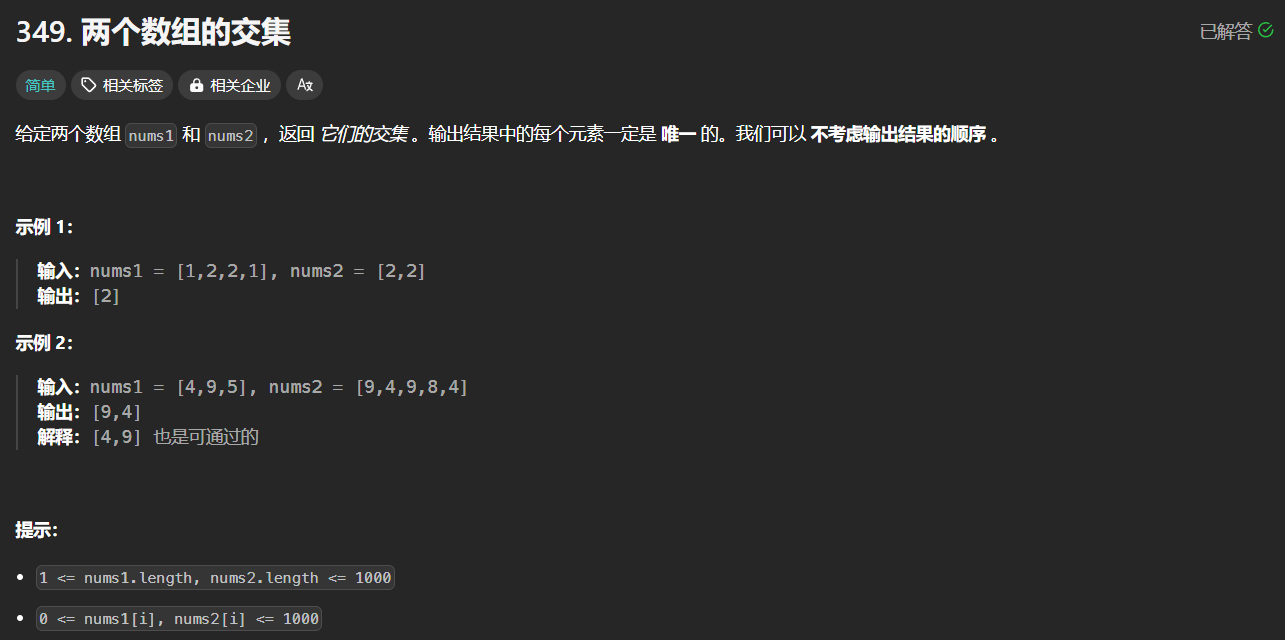 349. 两个数组的交集
已解答
简单 相关标签 相关企业 Aא
给定两个数组 nums1 和 nums2 ，返回 它们的交集 。输出结果中的每个元素一定是 唯一 的。我们可以 不考虑输出结果的顺序 。
示例 1：
输入：nums1 = [1,2,2,1], nums2 = [2,2]
输出：[2]
示例 2：
输入：nums1 = [4,9,5], nums2 = [9,4,9,8,4]
输出：[9,4]
解释：[4,9] 也是可通过的
提示：
• 1 <= nums1.length, nums2.length <= 1000
• 0 <= nums1[i], nums2[i] <= 1000